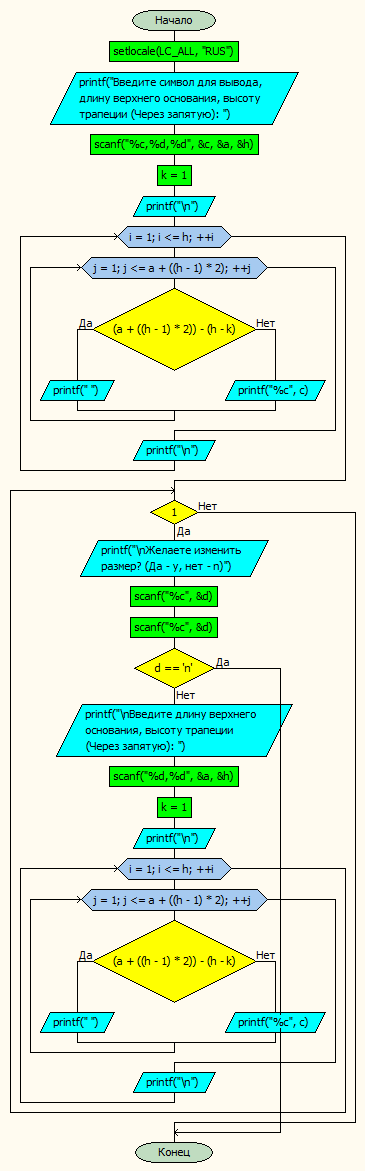 Начало
setlocale(LC_ALL, "RUS")
printf("Введите символ для вывода,
длину верхнего основания, высоту
трапеции (Через запятую): ")
scanf("%c,%d,%d", &c, &a, &h)
k = 1
printf("\n")
i = 1; i <= h; ++i
j = 1; j <= a + ((h - 1) * 2); ++j
Да
(a + ((h - 1) * 2)) - (h - k)
Нет
printf(" ")
printf("%c", c)
printf("\n")
1
Нет
Да
printf("\nЖелаете изменить
размер? (Да - y, нет - n)")
scanf("%c", &d)
scanf("%c", &d)
d == 'n'
Да
Нет
printf("\nВведите длину верхнего
основания, высоту трапеции
(Через запятую): ")
scanf("%d,%d", &a, &h)
k = 1
printf("\n")
i = 1; i <= h; ++i
j = 1; j <= a + ((h - 1) * 2); ++j
Да
(a + ((h - 1) * 2)) - (h - k)
Нет
printf(" ")
printf("%c", c)
printf("\n")
Конец